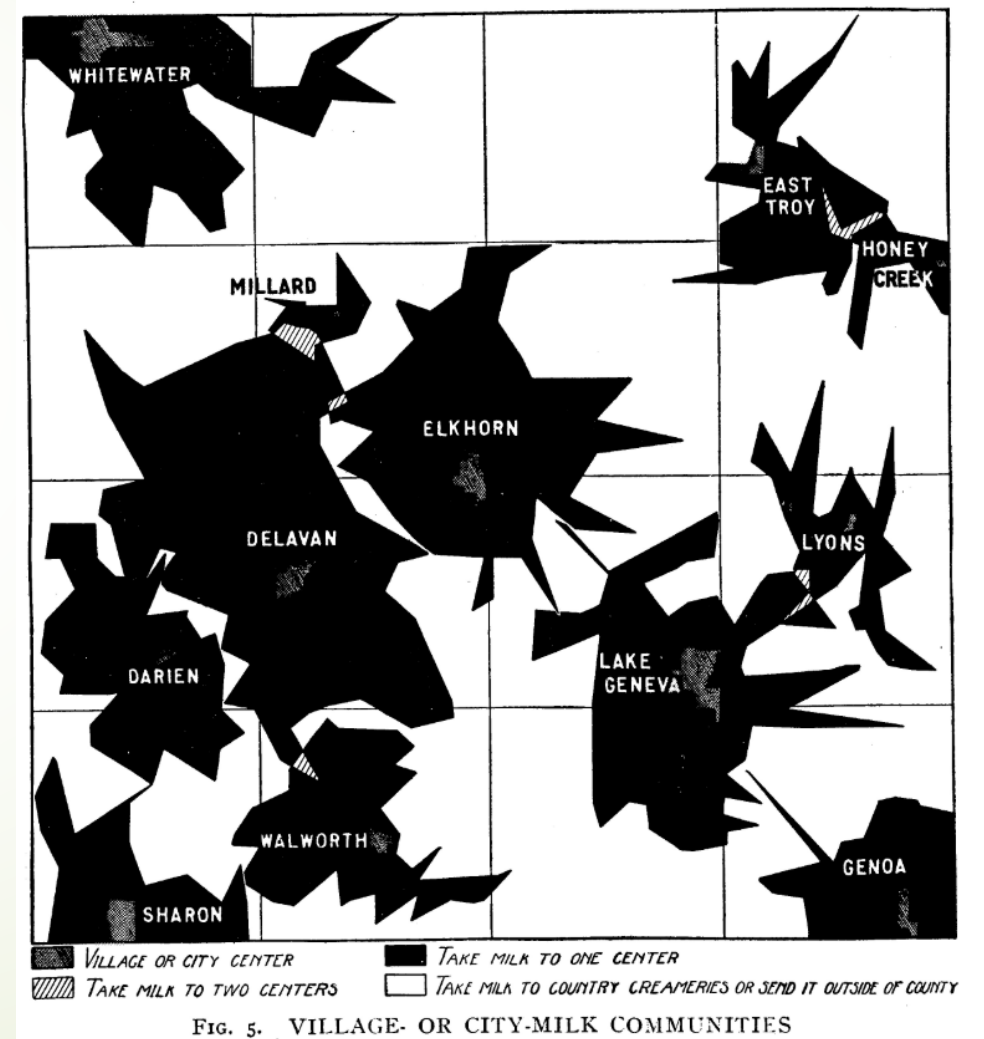 WHITEWATER
EAST
TROY
HONEY
CREEK
MILLARD
ELKHORN
DELAVAN
LYONS
LAKE
GENEVA
DARIEN
WALWORTH
GENOA
SHARON
VILLAGE OR CITY CENTER
TAKE MILK TO ONE CENTER
TAKE MILK TO TWO CENTERS
TAKE MILK TO COUNTRY CREAMERIES OR SEND IT OUTSIDE OF COUNTY
FIG. 5. VILLAGE- OR CITY-MILK COMMUNITIES